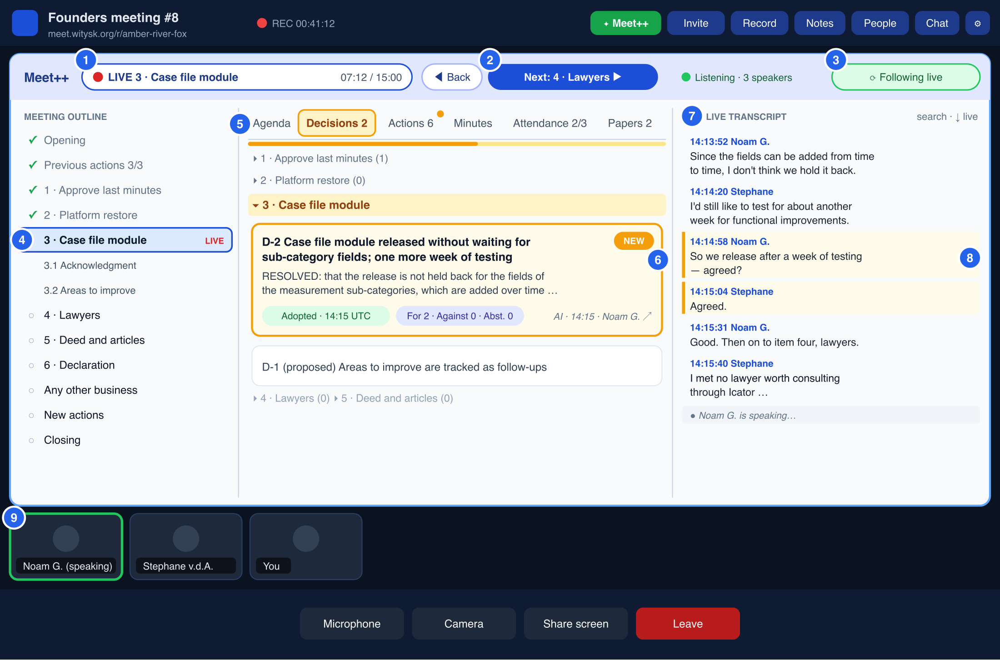 Founders meeting #8
meet.witysk.org/r/amber-river-fox
REC 00:41:12
✦ Meet++
Invite
Record
Notes
People
Chat
⚙
1
2
3
Meet++
LIVE 3 · Case file module
07:12 / 15:00
◀ Back
Next: 4 · Lawyers ▶
Listening · 3 speakers
⟳ Following live
MEETING OUTLINE
✓ Opening
✓ Previous actions 3/3
✓ 1 · Approve last minutes
✓ 2 · Platform restore
4
3 · Case file module
LIVE
3.1 Acknowledgment
3.2 Areas to improve
○ 4 · Lawyers
○ 5 · Deed and articles
○ 6 · Declaration
○ Any other business
○ New actions
○ Closing
5
Agenda
Decisions 2
Actions 6
Minutes
Attendance 2/3
Papers 2
▸ 1 · Approve last minutes (1)
▸ 2 · Platform restore (0)
▾ 3 · Case file module
D-2 Case file module released without waiting for
sub-category fields; one more week of testing
NEW
6
RESOLVED: that the release is not held back for the fields of
the measurement sub-categories, which are added over time …
Adopted · 14:15 UTC
For 2 · Against 0 · Abst. 0
AI · 14:15 · Noam G. ↗
D-1 (proposed) Areas to improve are tracked as follow-ups
▸ 4 · Lawyers (0) ▸ 5 · Deed and articles (0)
7
LIVE TRANSCRIPT
search · ↓ live
14:13:52 Noam G.
Since the fields can be added from time
to time, I don't think we hold it back.
14:14:20 Stephane
I'd still like to test for about another
week for functional improvements.
14:14:58 Noam G.
So we release after a week of testing
— agreed?
8
14:15:04 Stephane
Agreed.
14:15:31 Noam G.
Good. Then on to item four, lawyers.
14:15:40 Stephane
I met no lawyer worth consulting
through Icator …
● Noam G. is speaking…
9
Noam G. (speaking)
Stephane v.d.A.
You
Microphone
Camera
Share screen
Leave